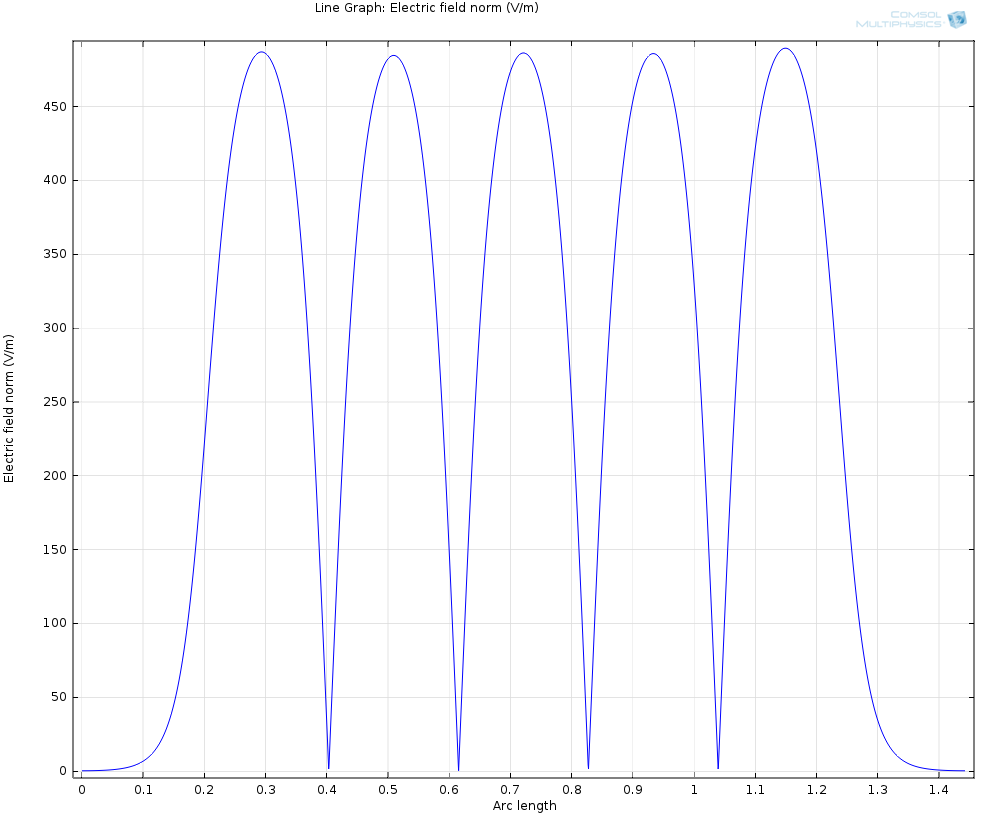 Line Graph: Electric field norm (V/m)
COMSOL
MULTIPHYSICS
Electric field norm (V/m)
450
400
350
300
250
200
150
100
50
0
0 0.1 0.2 0.3 0.4 0.5 0.6 0.7 0.8 0.9 1 1.1 1.2 1.3 1.4
Arc length